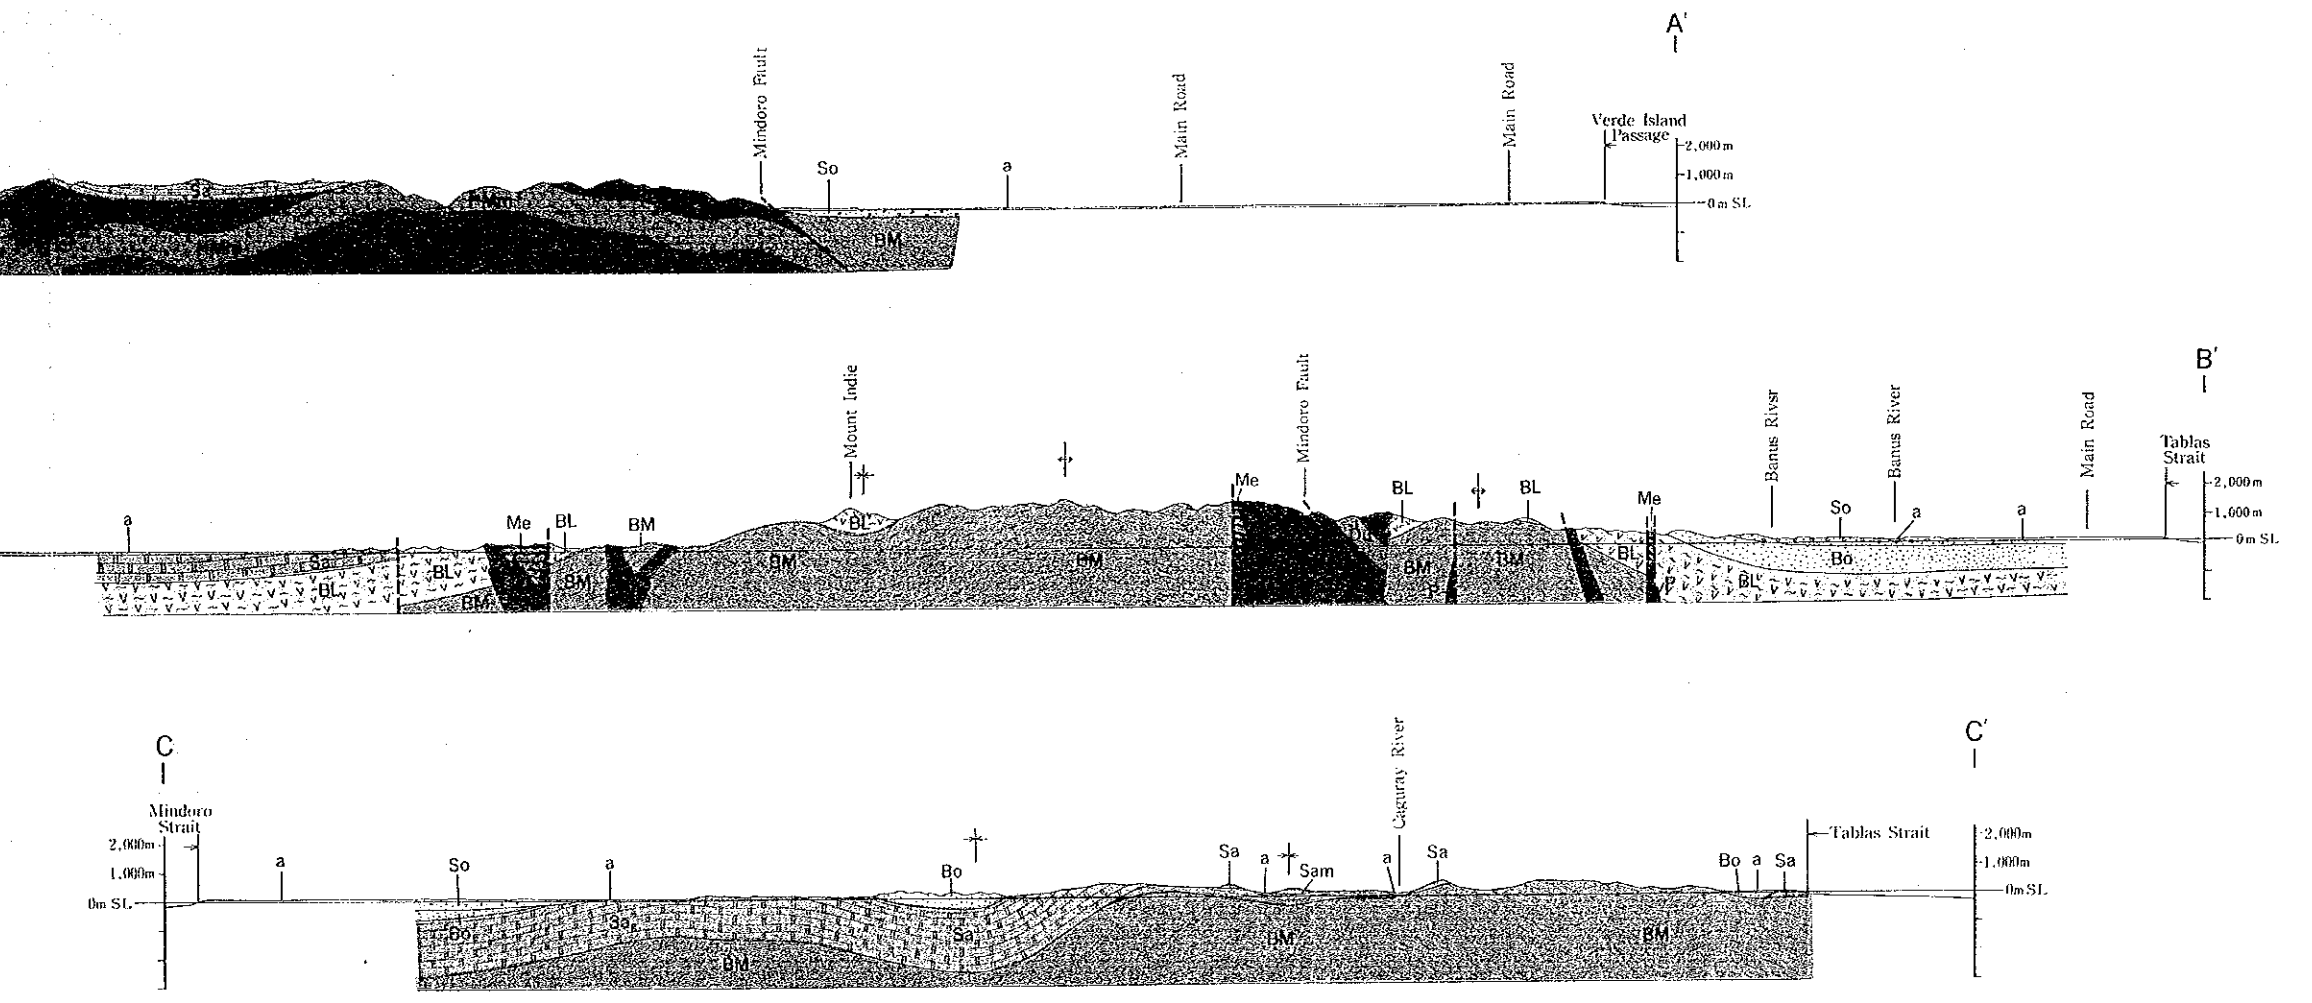 A'
Mindoro Fault
Main Road
Main Road
Verde Island
Passage
2,000m
So
a
1,000m
Sa
0m SL
BM
B'
Mount Indie
Mindoro Fault
Banus Rivsr
Banus River
Main Road
Tablas
Strait
Me
BL
BL
Me
2,000m
a
Me
BL
BM
BL
So
a
a
1,000m
0m SL
Sa
BL
BL
BM
BM
BM
BM
BM
P
BM
BL
P
BL
Bo
BL
C
C'
Caguray River
Mindoro
Strait
2,000m
1,000m
0m SL
a
So
a
Bo
Sa
a
Sam
a
Sa
Bo
a
Sa
Tablas Strait
2,000m
1,000m
0m SL
Bo
Sa
Sa
BM
BM
BM